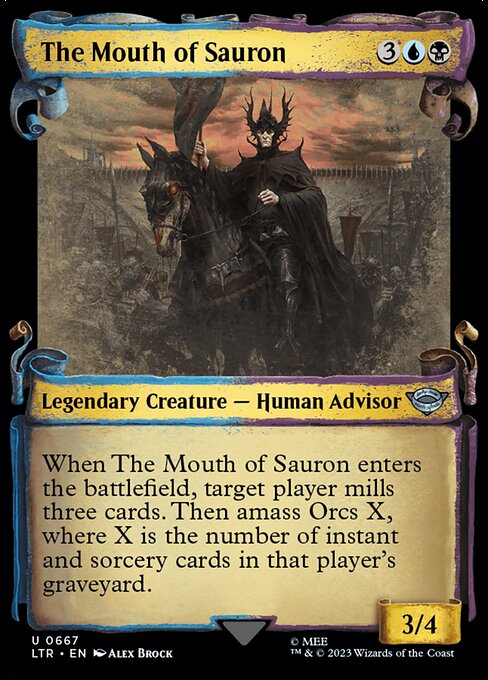 The Mouth of Sauron 3
Legendary Creature — Human Advisor
When The Mouth of Sauron enters
the battlefield, target player mills
three cards. Then amass Orcs X,
where X is the number of instant
and sorcery cards in that player's
graveyard.
3/4
U 0667
LTR • EN ALEX BROCK
© MEE
™ & © 2023 Wizards of the Coast